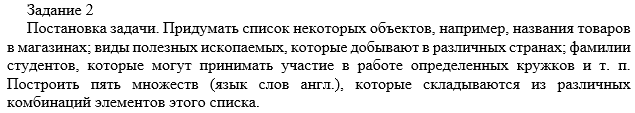 Задание 2
Постановка задачи. Придумать список некоторых объектов, например, названия товаров
в магазинах; виды полезных ископаемых, которые добывают в различных странах; фамилии
студентов, которые могут принимать участие в работе определенных кружков и т. п.
Построить пять множеств (язык слов англ.), которые складываются из различных
комбинаций элементов этого списка.